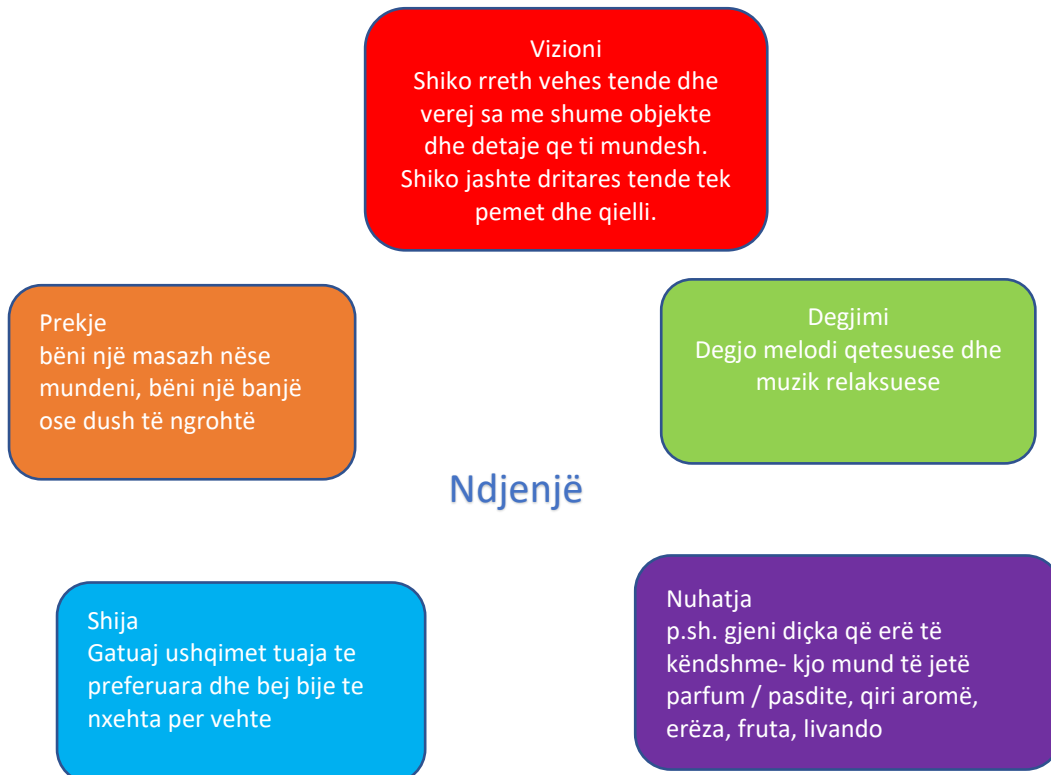 Vizioni
Shiko rreth vehes tende dhe
verej sa me shume objekte
dhe detaje qe ti mundesh.
Shiko jashte dritares tende tek
pemet dhe qielli.
Prekje
bëni një masazh nëse
mundeni, bëni një banjë
ose dush të ngrohtë
Degjimi
Degjo melodi qetesuese dhe
muzik relaksuese
Ndjenjë
Shija
Gatuaj ushqimet tuaja te
preferuara dhe bej bije te
nxehta per vehte
Nuhatja
p.sh. gjeni diçka që erë të
këndshme- kjo mund të jetë
parfum / pasdite, qiri aromë,
erëza, fruta, livando